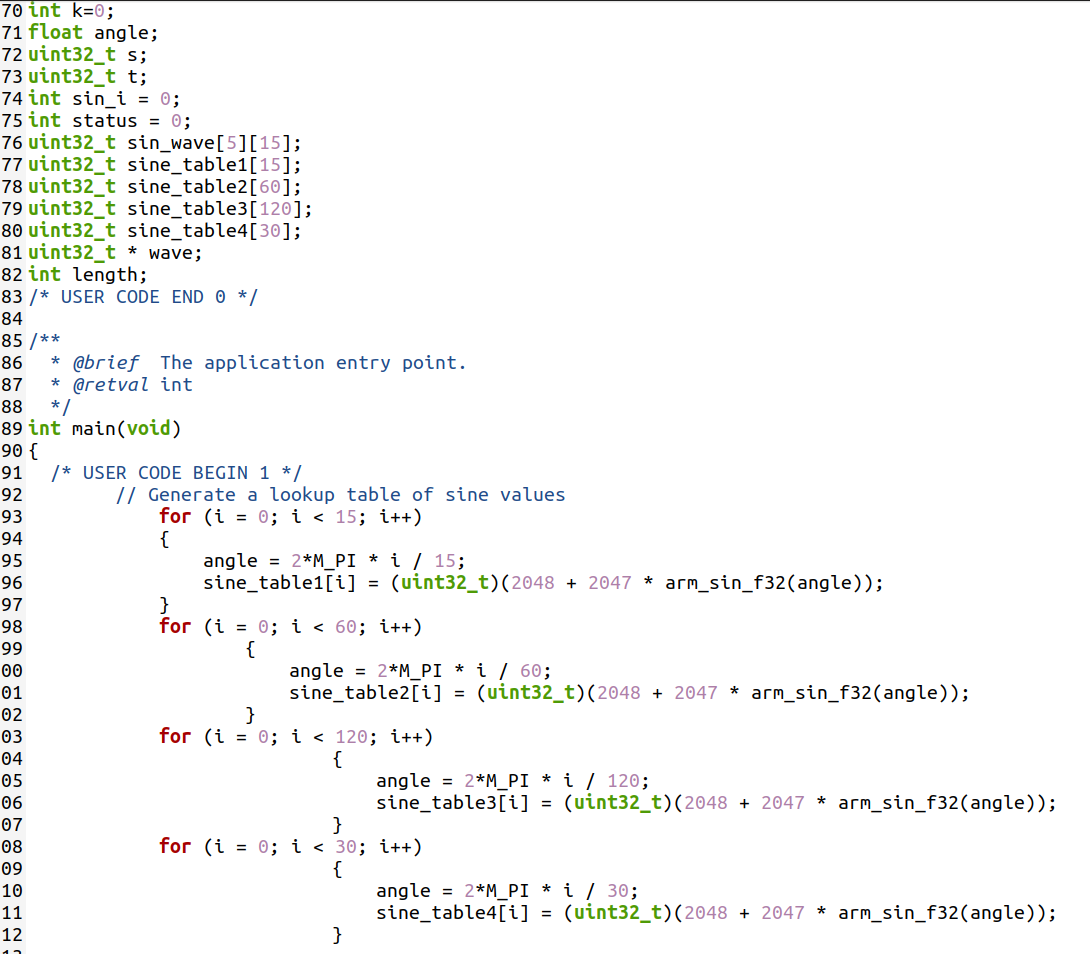 70 int k=0;
71 float angle;
72 uint32_t s;
73 uint32_t t;
74 int sin_i = 0;
75 int status = 0;
76 uint32_t sin_wave[5][15];
77 uint32_t sine_table1[15];
78 uint32_t sine_table2[60];
79 uint32_t sine_table3[120];
80 uint32_t sine_table4[30];
81 uint32_t * wave;
82 int length;
83 /* USER CODE END 0 */
84
85 /**
86   * @brief  The application entry point.
87   * @retval int
88   */
89 int main(void)
90 {
91   /* USER CODE BEGIN 1 */
92         // Generate a lookup table of sine values
93             for (i = 0; i < 15; i++)
94             {
95                 angle = 2*M_PI * i / 15;
96                 sine_table1[i] = (uint32_t)(2048 + 2047 * arm_sin_f32(angle));
97             }
98             for (i = 0; i < 60; i++)
99                     {
00                         angle = 2*M_PI * i / 60;
01                         sine_table2[i] = (uint32_t)(2048 + 2047 * arm_sin_f32(angle));
02                     }
03             for (i = 0; i < 120; i++)
04                             {
05                                 angle = 2*M_PI * i / 120;
06                                 sine_table3[i] = (uint32_t)(2048 + 2047 * arm_sin_f32(angle));
07                             }
08             for (i = 0; i < 30; i++)
09                             {
10                                 angle = 2*M_PI * i / 30;
11                                 sine_table4[i] = (uint32_t)(2048 + 2047 * arm_sin_f32(angle));
12                             }